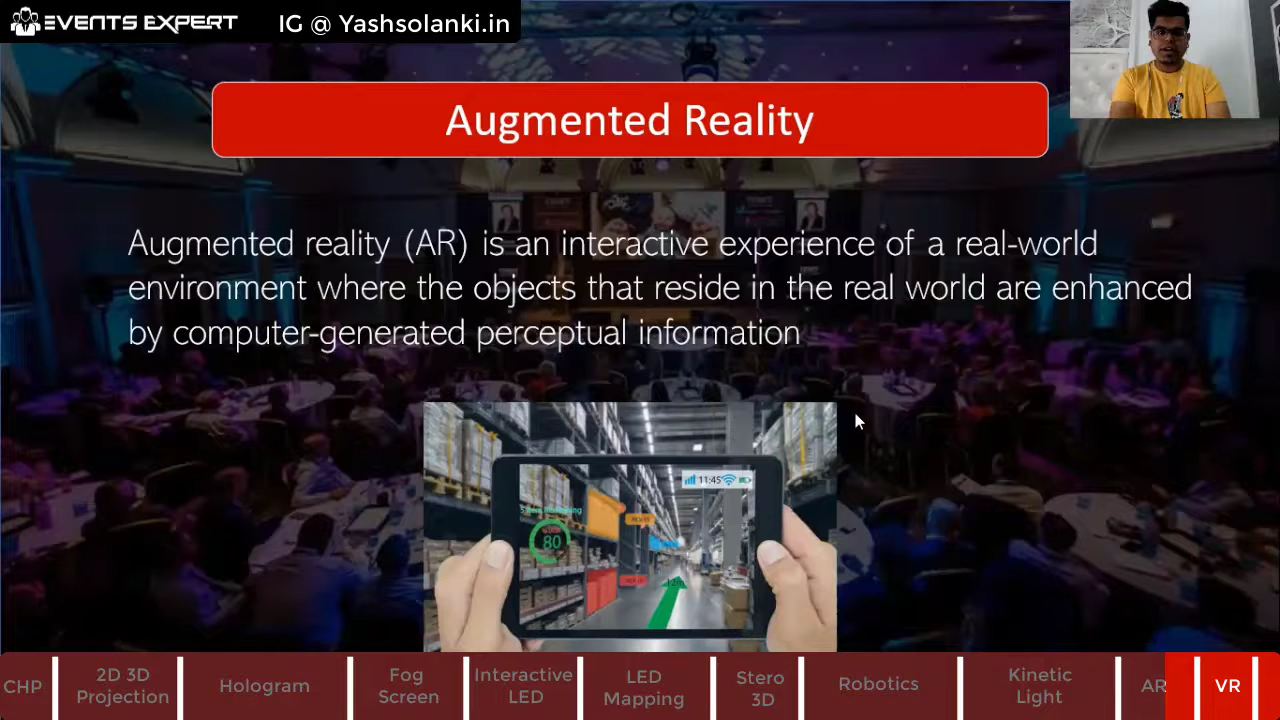 EVENTS EXPERT IG @ Yashsolanki.in
Augmented Reality
Augmented reality (AR) is an interactive experience of a real-world
environment where the objects that reside in the real world are enhanced
by computer-generated perceptual information
11:45
80
CHP
2D 3D
Projection
Hologram
Fog
Screen
Interactive
LED
LED
Mapping
Stero
3D
Robotics
Kinetic
Light
AR
VR